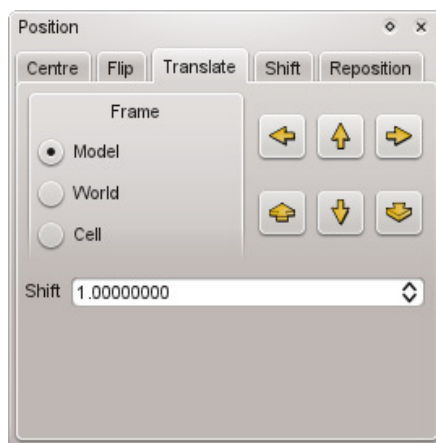 Position
Centre Flip Translate Shift Reposition
Frame
Model
World
Cell
Shift 1.00000000